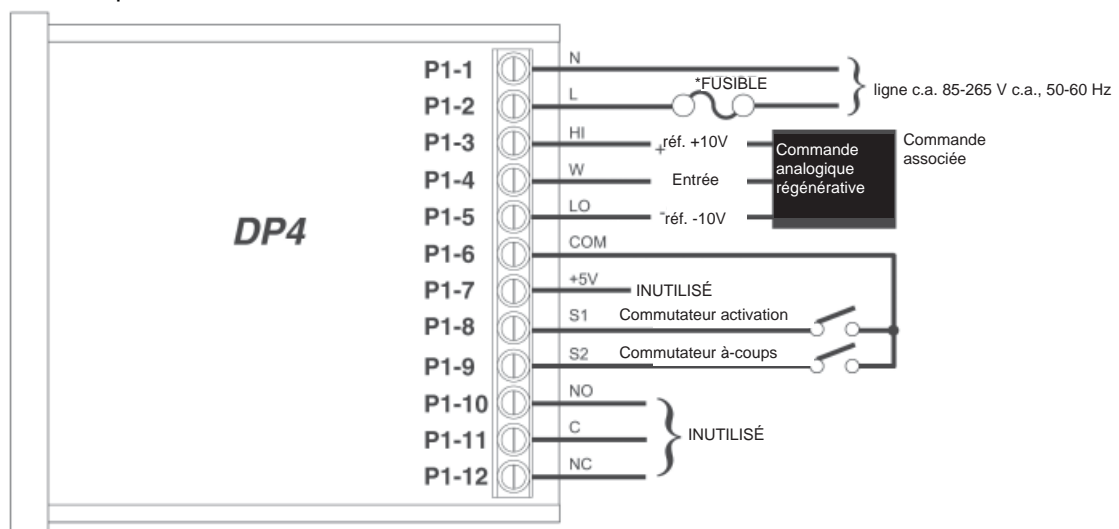 DP4
P1-1 N
*FUSIBLE
P1-2 L
ligne c.a. 85-265 V c.a., 50-60 Hz
P1-3 HI + réf. +10V
P1-4 W Entrée
P1-5 LO - réf. -10V
Commande
analogique
régénérative
Commande
associée
P1-6 COM
P1-7 +5V INUTILISÉ
P1-8 S1 Commutateur activation
P1-9 S2 Commutateur à-coups
P1-10 NO
P1-11 C
P1-12 NC
INUTILISÉ